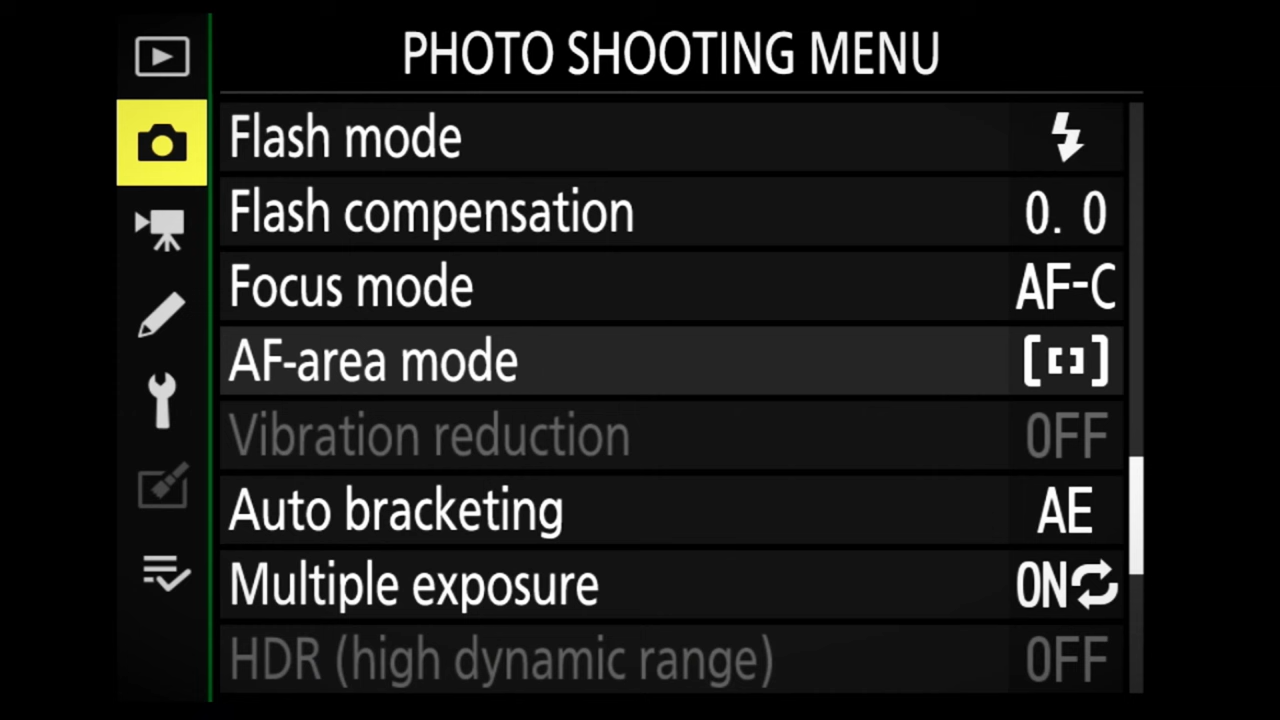 PHOTO SHOOTING MENU
Flash mode
Flash compensation 0. 0
Focus mode AF-C
AF-area mode [ ]
Vibration reduction OFF
Auto bracketing AE
Multiple exposure ON
HDR (high dynamic range) OFF